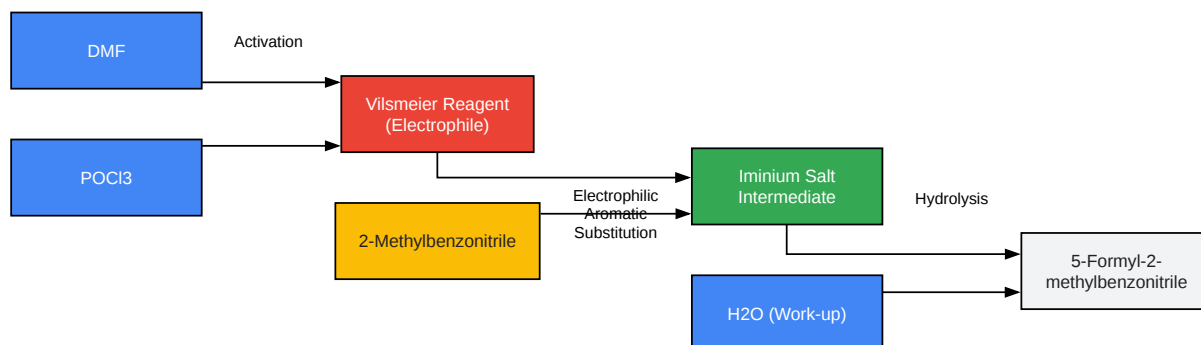 DMF
Activation
Vilsmeier Reagent
(Electrophile)
POCl3
Iminium Salt
Intermediate
Electrophilic
Aromatic
Substitution
Hydrolysis
2-Methylbenzonitrile
5-Formyl-2-
methylbenzonitrile
H2O (Work-up)